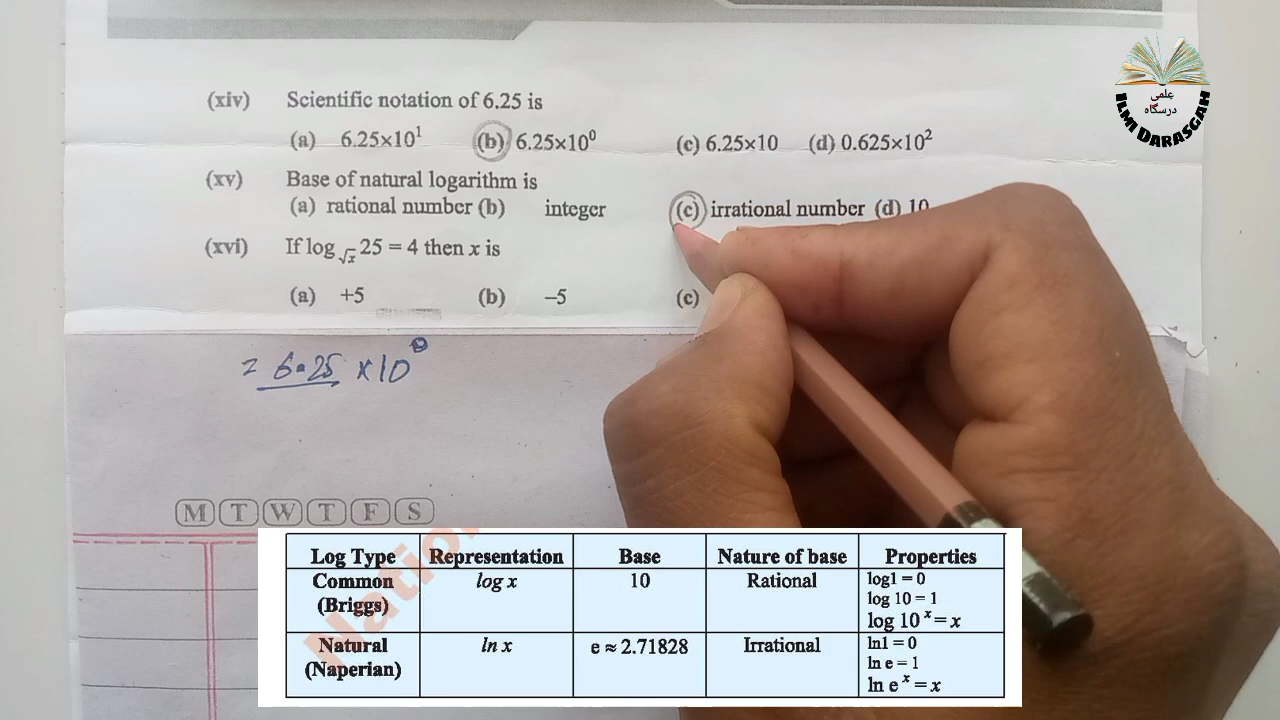 (xiv) Scientific notation of 6.25 is
(a) 6.25×10¹ (b) 6.25×10⁰ (c) 6.25×10 (d) 0.625×10²
(xv) Base of natural logarithm is
(a) rational number (b) integer (c) irrational number (d) 10
(xvi) If log √x 25 = 4 then x is
(a) +5 (b) –5 (c)
= 6.25 ×10⁰
M T W T F S
Log Type Representation Base Nature of base Properties
Common (Briggs) log x 10 Rational log1 = 0
log 10 = 1
log 10 ˣ = x
Natural (Naperian) ln x e ≈ 2.71828 Irrational ln1 = 0
ln e = 1
ln e ˣ = x
علمی
درسگاه
ILMI DARASGAH